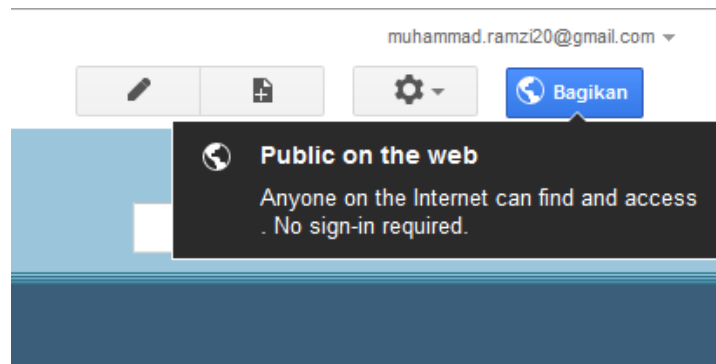 muhammad.ramzi20@gmail.com
Bagikan
Public on the web
Anyone on the Internet can find and access
. No sign-in required.